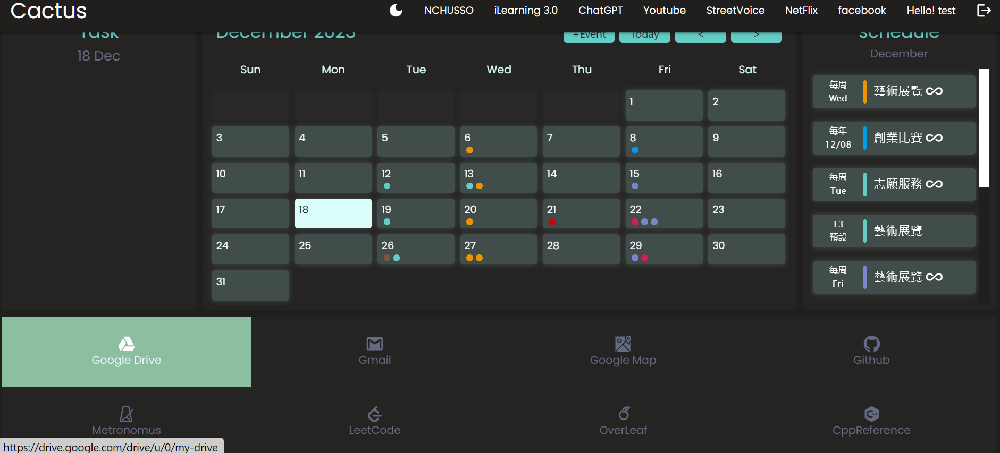 Cactus
NCHUSSO
iLearning 3.0
ChatGPT
Youtube
StreetVoice
NetFlix
facebook
Hello! test
Task
18 Dec
December 2023
+Event
Today
<
>
Sun
Mon
Tue
Wed
Thu
Fri
Sat
1
2
3
4
5
6
7
8
9
10
11
12
13
14
15
16
17
18
19
20
21
22
23
24
25
26
27
28
29
30
31
schedule
December
每周
Wed
藝術展覽
每年
12/08
創業比賽
每周
Tue
志願服務
13
預設
藝術展覽
每周
Fri
藝術展覽
Google Drive
Gmail
Google Map
Github
Metronomus
LeetCode
OverLeaf
CppReference
https://drive.google.com/drive/u/0/my-drive